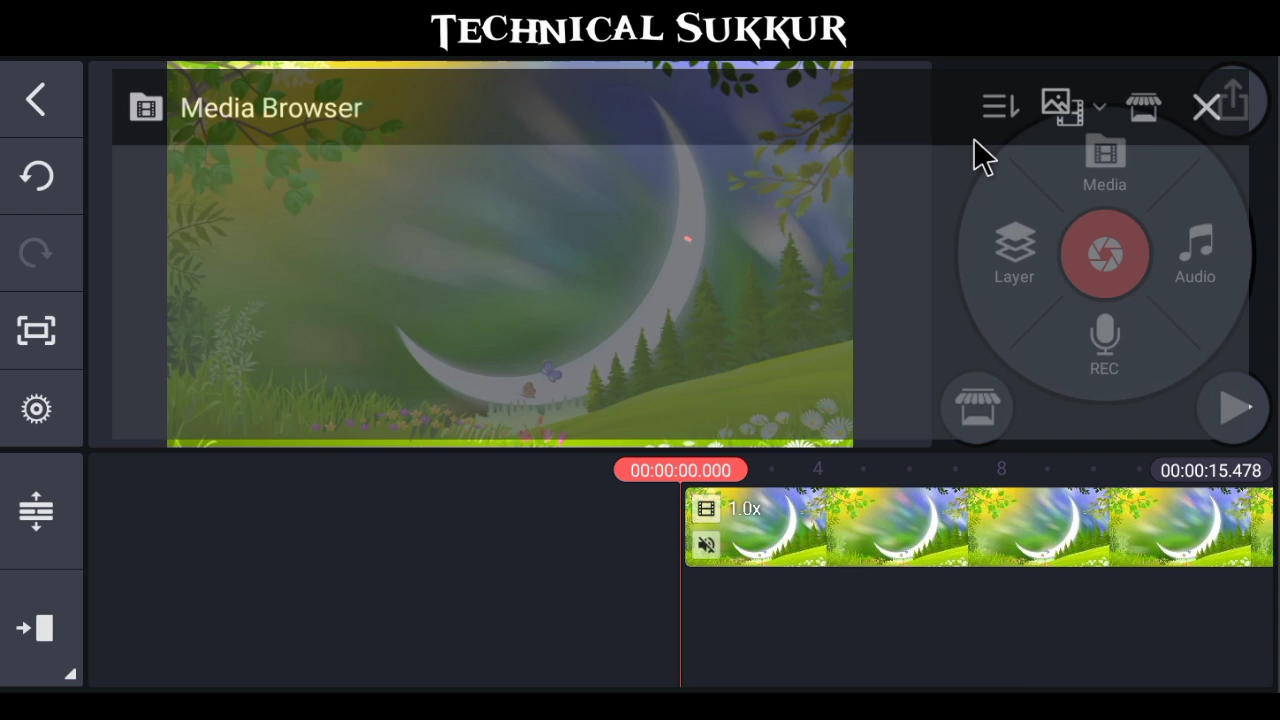 TECHNICAL SUKKUR
Media Browser
Media
Layer
Audio
REC
00:00:00.000
4
8
00:00:15.478
1.0x